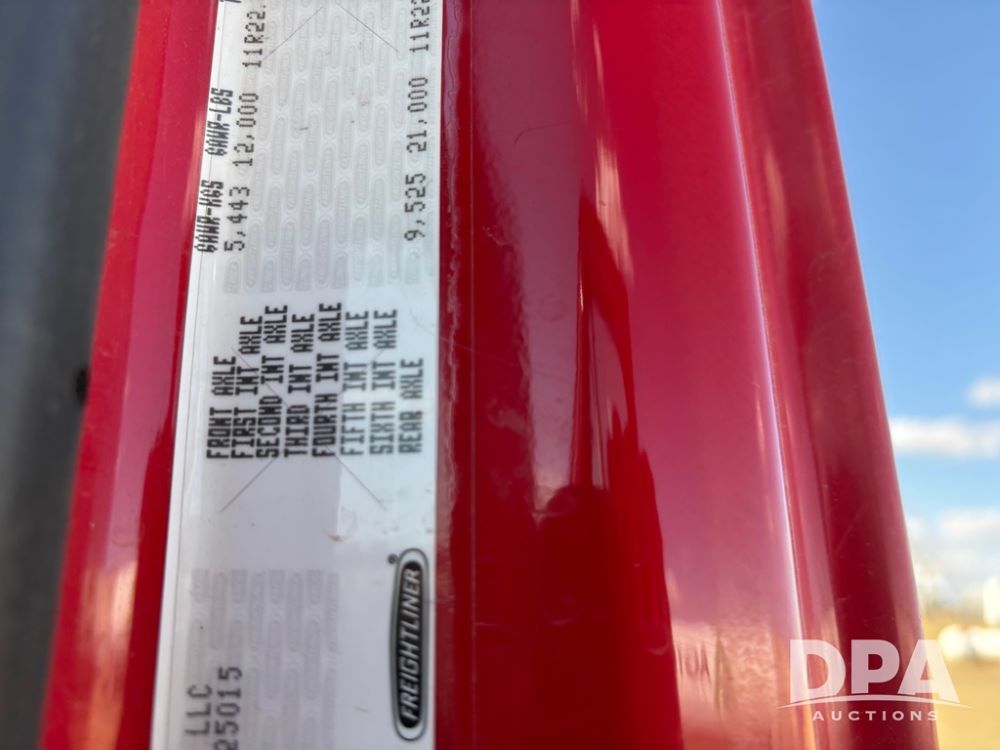 GAWR-KGS GAWR-LBS
FRONT AXLE 5,443 12,000 11R22.
FIRST INT AXLE
SECOND INT AXLE
THIRD INT AXLE
FOURTH INT AXLE
FIFTH INT AXLE
SIXTH INT AXLE
REAR AXLE 9,525 21,000 11R22
LLC
25015
FREIGHTLINER
DPA
AUCTIONS